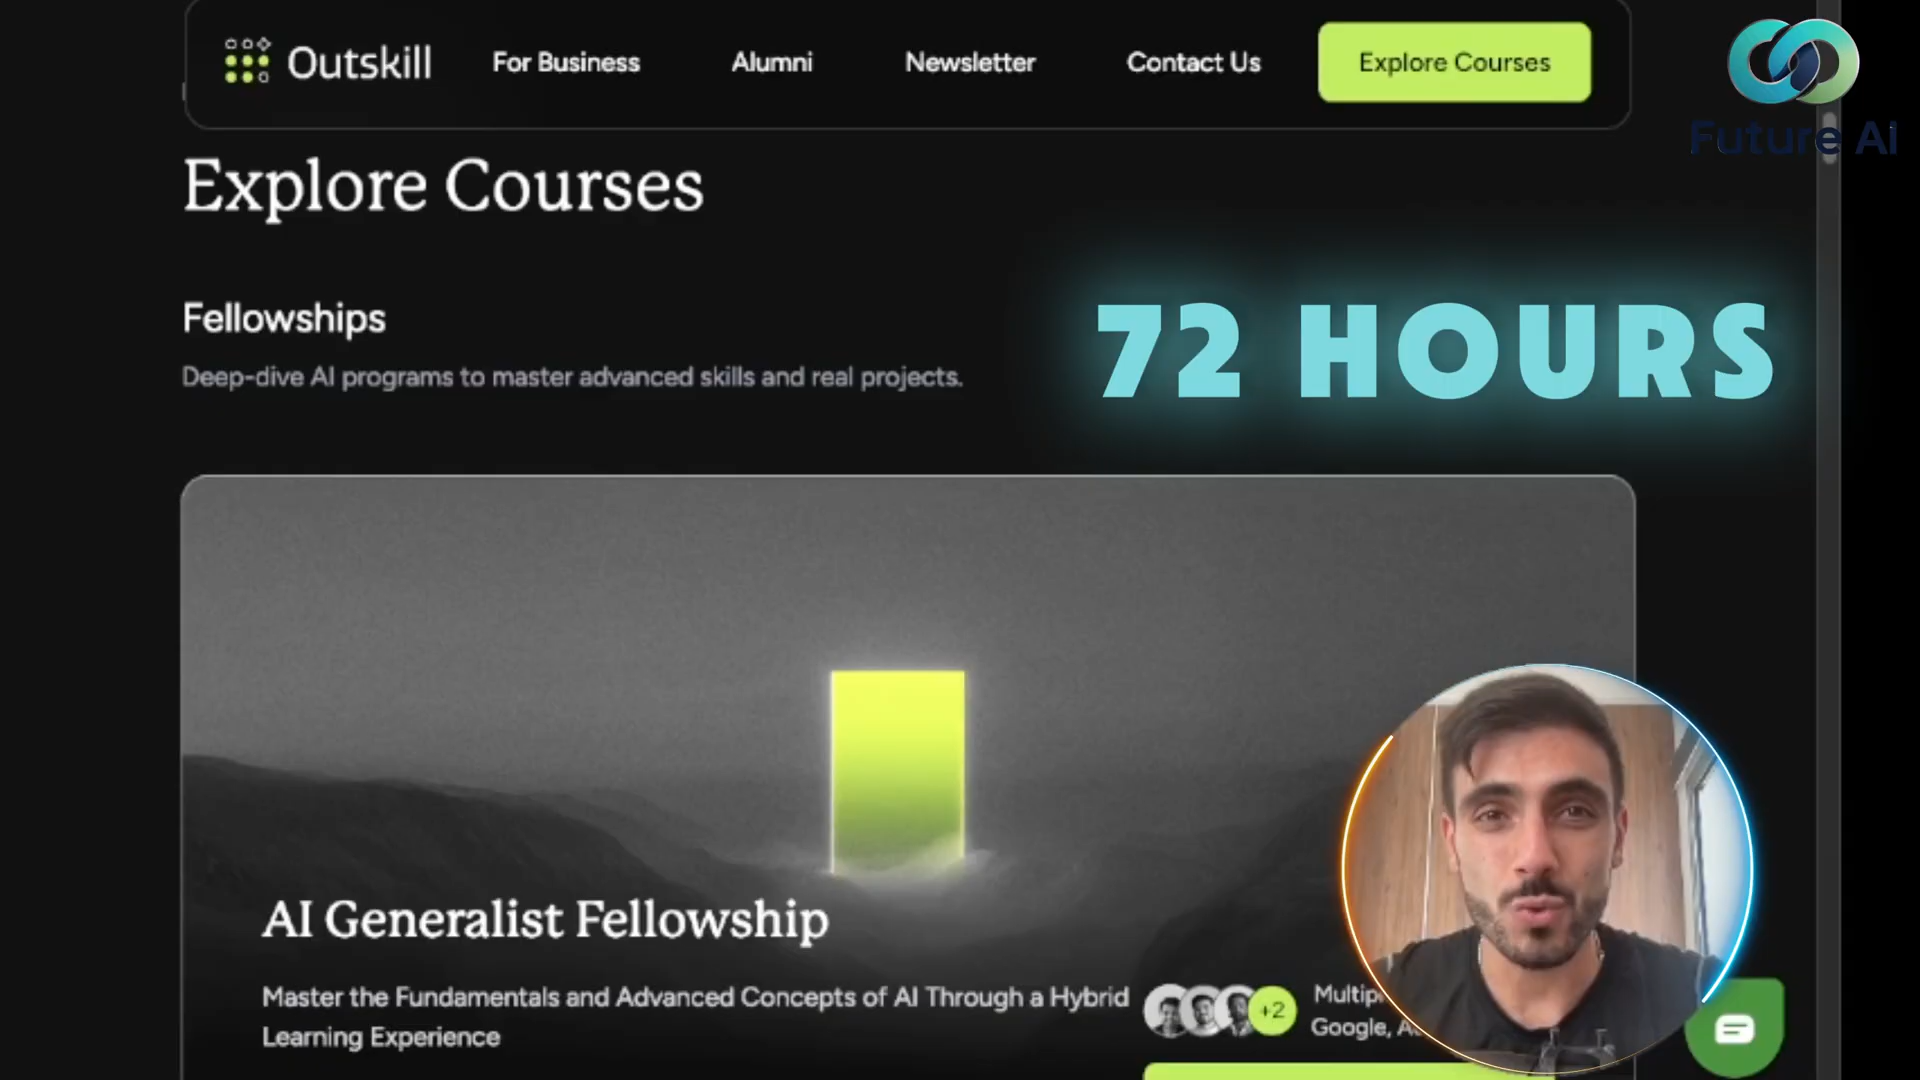 Outskill
For Business
Alumni
Newsletter
Contact Us
Explore Courses
Future AI
Explore Courses
Fellowships
Deep-dive AI programs to master advanced skills and real projects.
72 HOURS
AI Generalist Fellowship
Master the Fundamentals and Advanced Concepts of AI Through a Hybrid
Learning Experience
+2
Google,